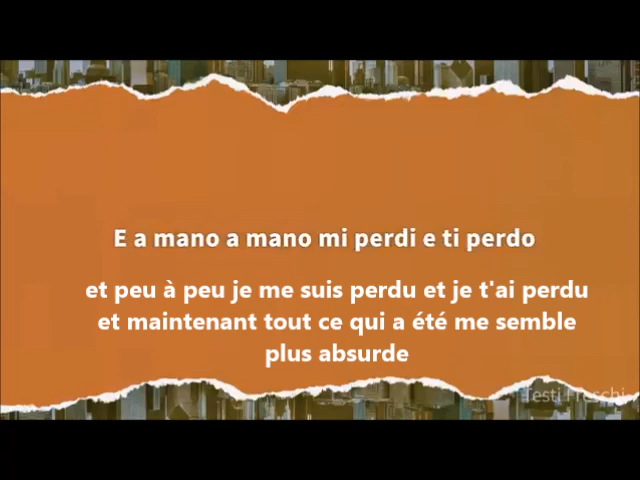 E a mano a mano mi perdi e ti perdo
et peu à peu je me suis perdu et je t'ai perdu
et maintenant tout ce qui a été me semble
plus absurde
Testi Freschi